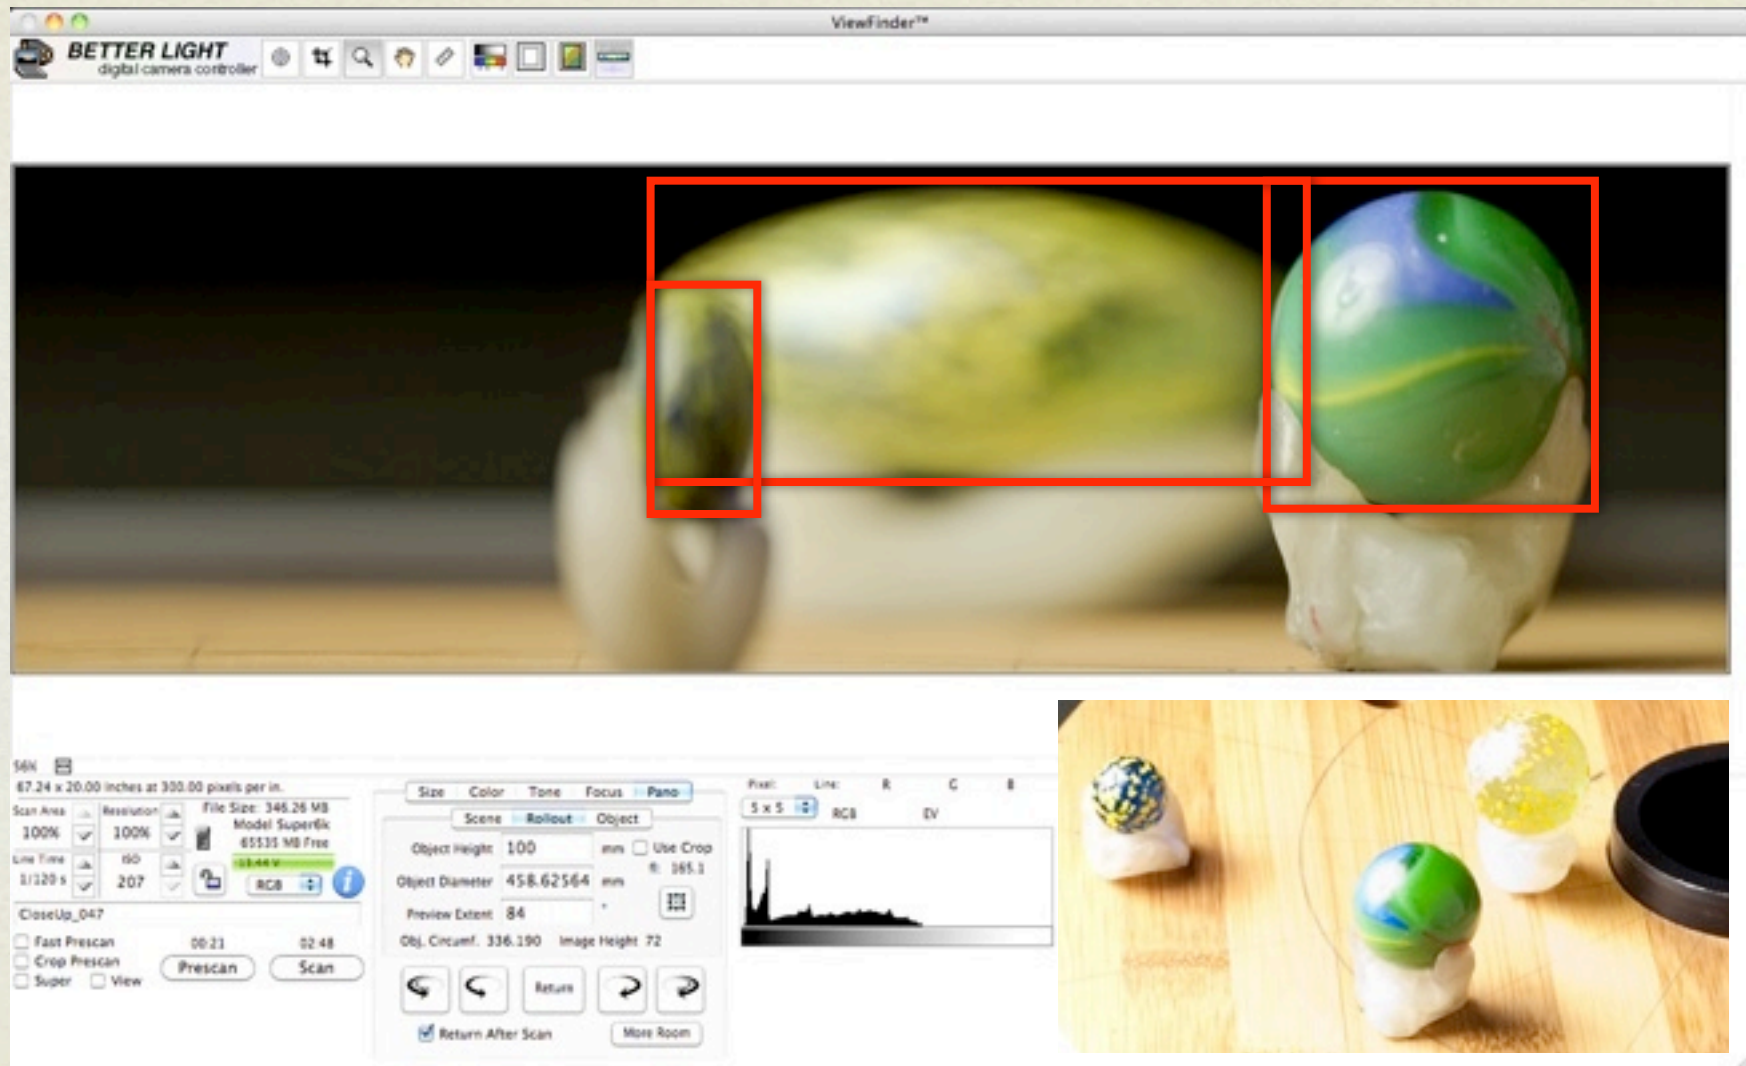 ViewFinder™
BETTER LIGHT
digital camera controller
56%
67.24 x 20.00 inches at 300.00 pixels per in.
Scan Area Resolution File Size: 346.26 MB
100% 100% Model Super6k
65535 MB Free
Line Time ISO 13.44 V
1/120 s 207 RGB i
CloseUp_047
Fast Prescan 00:21 02:48
Crop Prescan Prescan Scan
Super View
Size Color Tone Focus Pano
Scene Rollout Object
Object Height 100 mm Use Crop
fl: 165.1
Object Diameter 458.62564 mm
Preview Extent 84 °
Obj. Circumf. 336.190 Image Height 72
Return
Return After Scan More Room
Pixel: Line: R G B
5 x 5 RGB EV